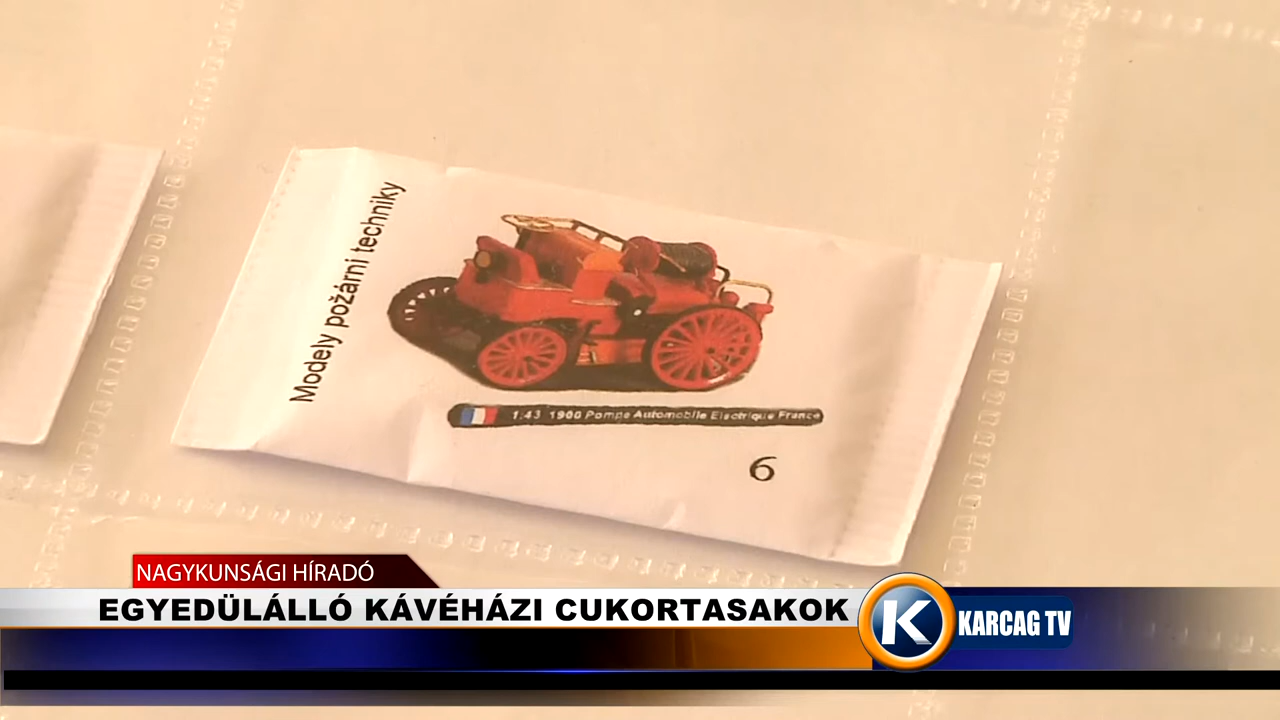 Modely požární techniky
1:43 1900 Pompe Automobile Electrique France
6
NAGYKUNSÁGI HÍRADÓ
EGYEDÜLÁLLÓ KÁVÉHÁZI CUKORTASAKOK
K KARCAG TV